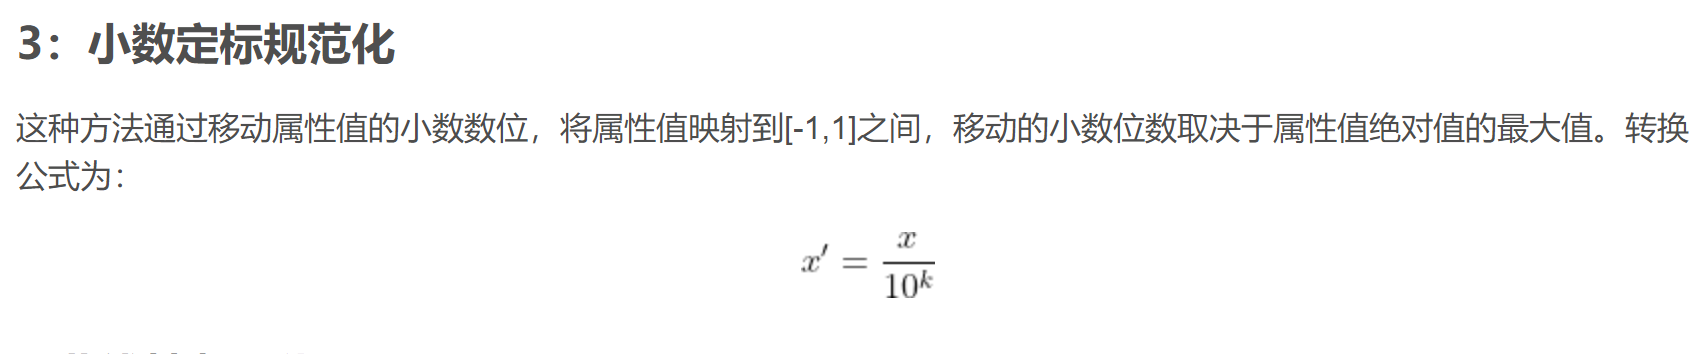 3：小数定标规范化
这种方法通过移动属性值的小数数位，将属性值映射到[-1,1]之间，移动的小数位数取决于属性值绝对值的最大值。转换
公式为：
x′ = x / 10^k